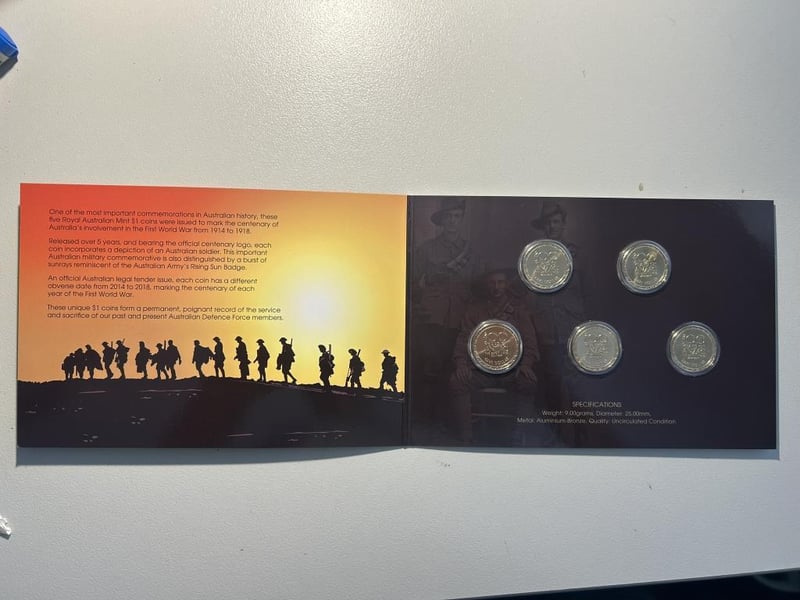 One of the most important commemorations in Australian history, these
five Royal Australian Mint $1 coins were issued to mark the centenary of
Australia's involvement in the First World War from 1914 to 1918.
Released over 5 years, and bearing the official centenary logo, each
coin incorporates a depiction of an Australian soldier. This important
Australian military commemorative is also distinguished by a burst of
sunrays reminiscent of the Australian Army's Rising Sun Badge.
An official Australian legal tender issue, each coin has a different
obverse date from 2014 to 2018, marking the centenary of each
year of the First World War.
These unique $1 coins form a permanent, poignant record of the service
and sacrifice of our past and present Australian Defence Force members.
SPECIFICATIONS
Weight: 9.00grams, Diameter: 25.00mm,
Metal: Aluminium-Bronze, Quality: Uncirculated Condition